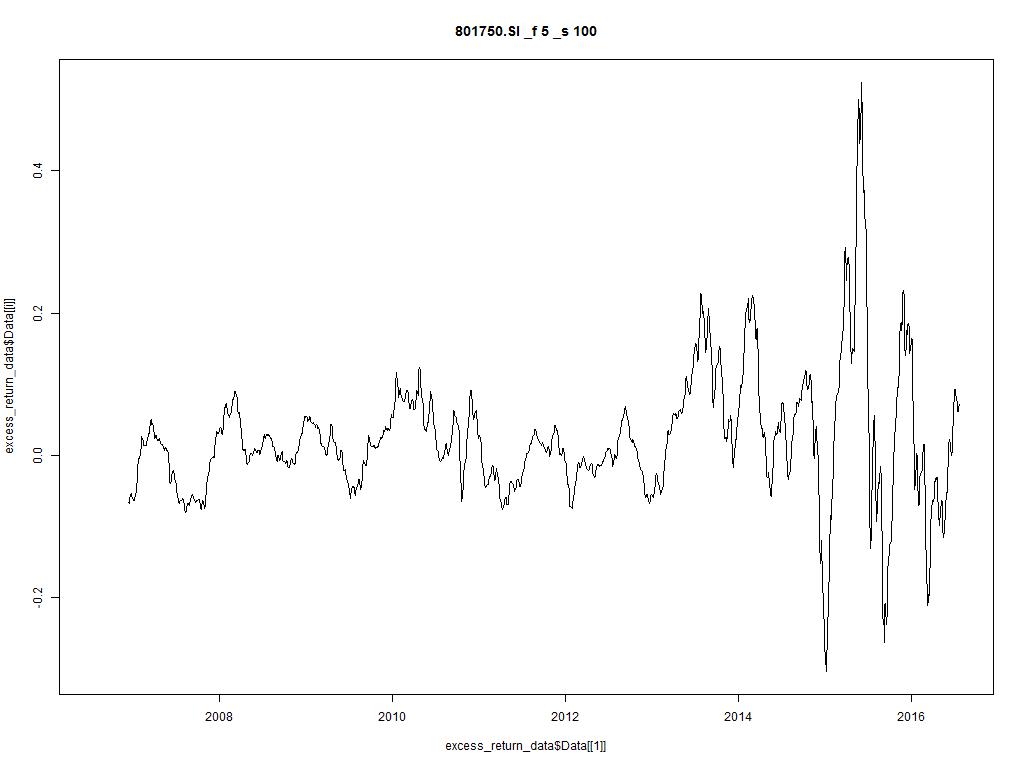 801750.SI _f 5 _s 100
excess_return_data$Data[[i]]
0.4
0.2
0.0
-0.2
2008 2010 2012 2014 2016
excess_return_data$Data[[1]]